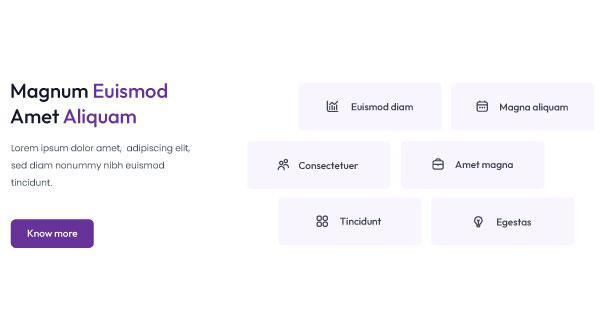 Magnum Euismod
Amet Aliquam
Lorem ipsum dolor amet, adipiscing elit,
sed diam nonummy nibh euismod
tincidunt.
Know more
Euismod diam
Magna aliquam
Consectetuer
Amet magna
Tincidunt
Egestas